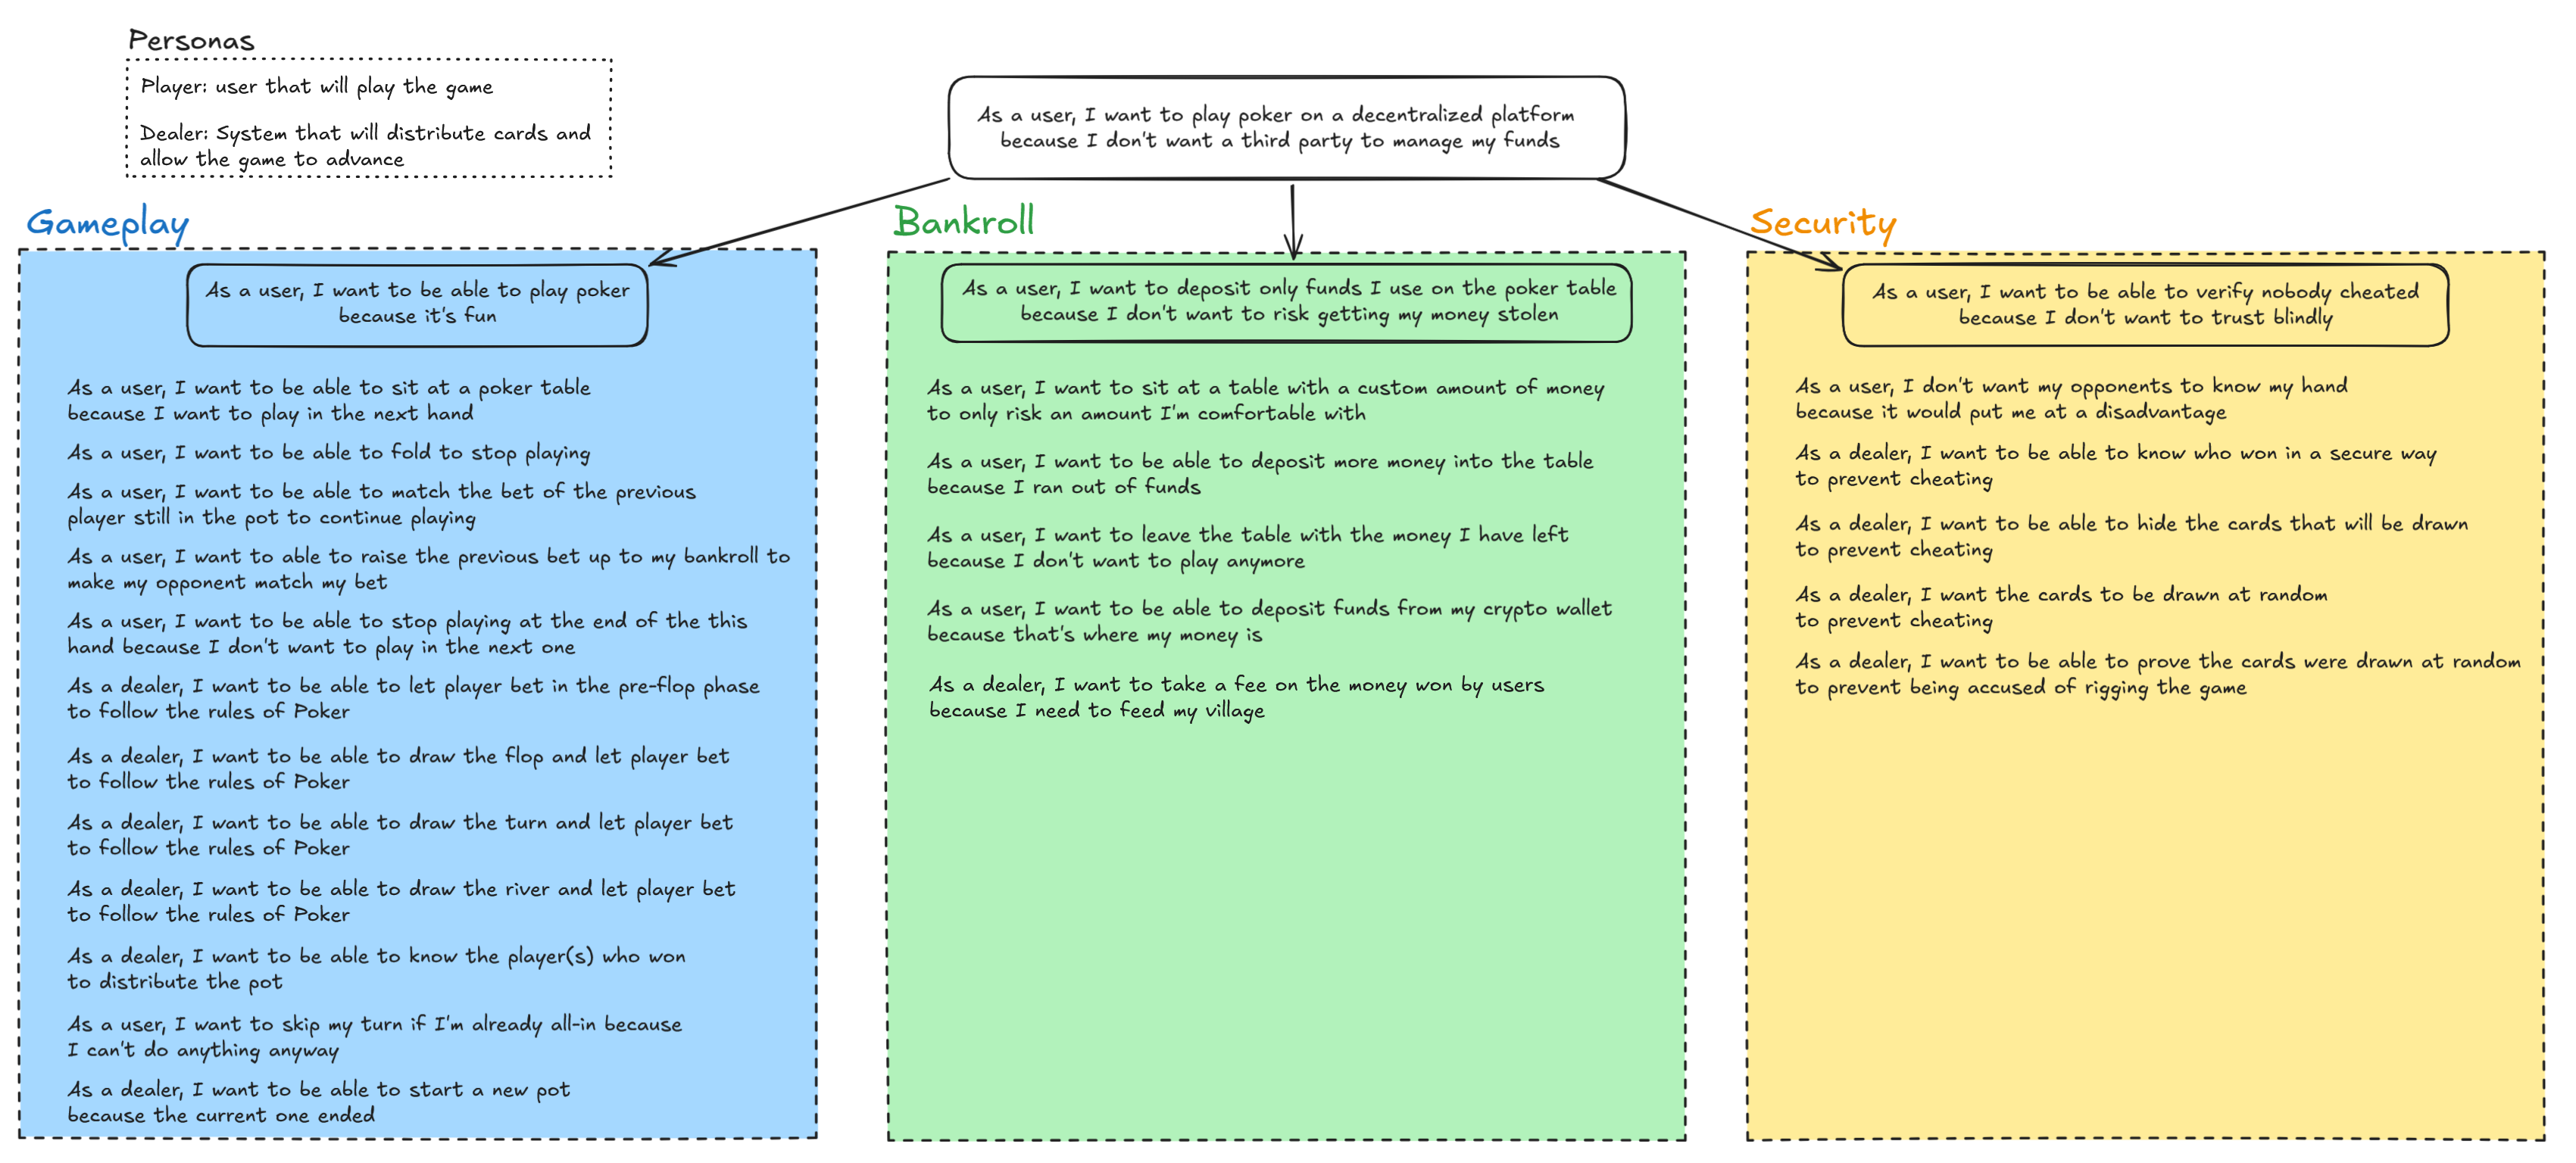 Personas
Player: user that will play the game
Dealer: System that will distribute cards and
allow the game to advance
As a user, I want to play poker on a decentralized platform
because I don't want a third party to manage my funds
Gameplay
As a user, I want to be able to play poker
because it's fun
As a user, I want to be able to sit at a poker table
because I want to play in the next hand
As a user, I want to be able to fold to stop playing
As a user, I want to be able to match the bet of the previous
player still in the pot to continue playing
As a user, I want to able to raise the previous bet up to my bankroll to
make my opponent match my bet
As a user, I want to be able to stop playing at the end of the this
hand because I don't want to play in the next one
As a dealer, I want to be able to let player bet in the pre-flop phase
to follow the rules of Poker
As a dealer, I want to be able to draw the flop and let player bet
to follow the rules of Poker
As a dealer, I want to be able to draw the turn and let player bet
to follow the rules of Poker
As a dealer, I want to be able to draw the river and let player bet
to follow the rules of Poker
As a dealer, I want to be able to know the player(s) who won
to distribute the pot
As a user, I want to skip my turn if I'm already all-in because
I can't do anything anyway
As a dealer, I want to be able to start a new pot
because the current one ended
Bankroll
As a user, I want to deposit only funds I use on the poker table
because I don't want to risk getting my money stolen
As a user, I want to sit at a table with a custom amount of money
to only risk an amount I'm comfortable with
As a user, I want to be able to deposit more money into the table
because I ran out of funds
As a user, I want to leave the table with the money I have left
because I don't want to play anymore
As a user, I want to be able to deposit funds from my crypto wallet
because that's where my money is
As a dealer, I want to take a fee on the money won by users
because I need to feed my village
Security
As a user, I want to be able to verify nobody cheated
because I don't want to trust blindly
As a user, I don't want my opponents to know my hand
because it would put me at a disadvantage
As a dealer, I want to be able to know who won in a secure way
to prevent cheating
As a dealer, I want to be able to hide the cards that will be drawn
to prevent cheating
As a dealer, I want the cards to be drawn at random
to prevent cheating
As a dealer, I want to be able to prove the cards were drawn at random
to prevent being accused of rigging the game